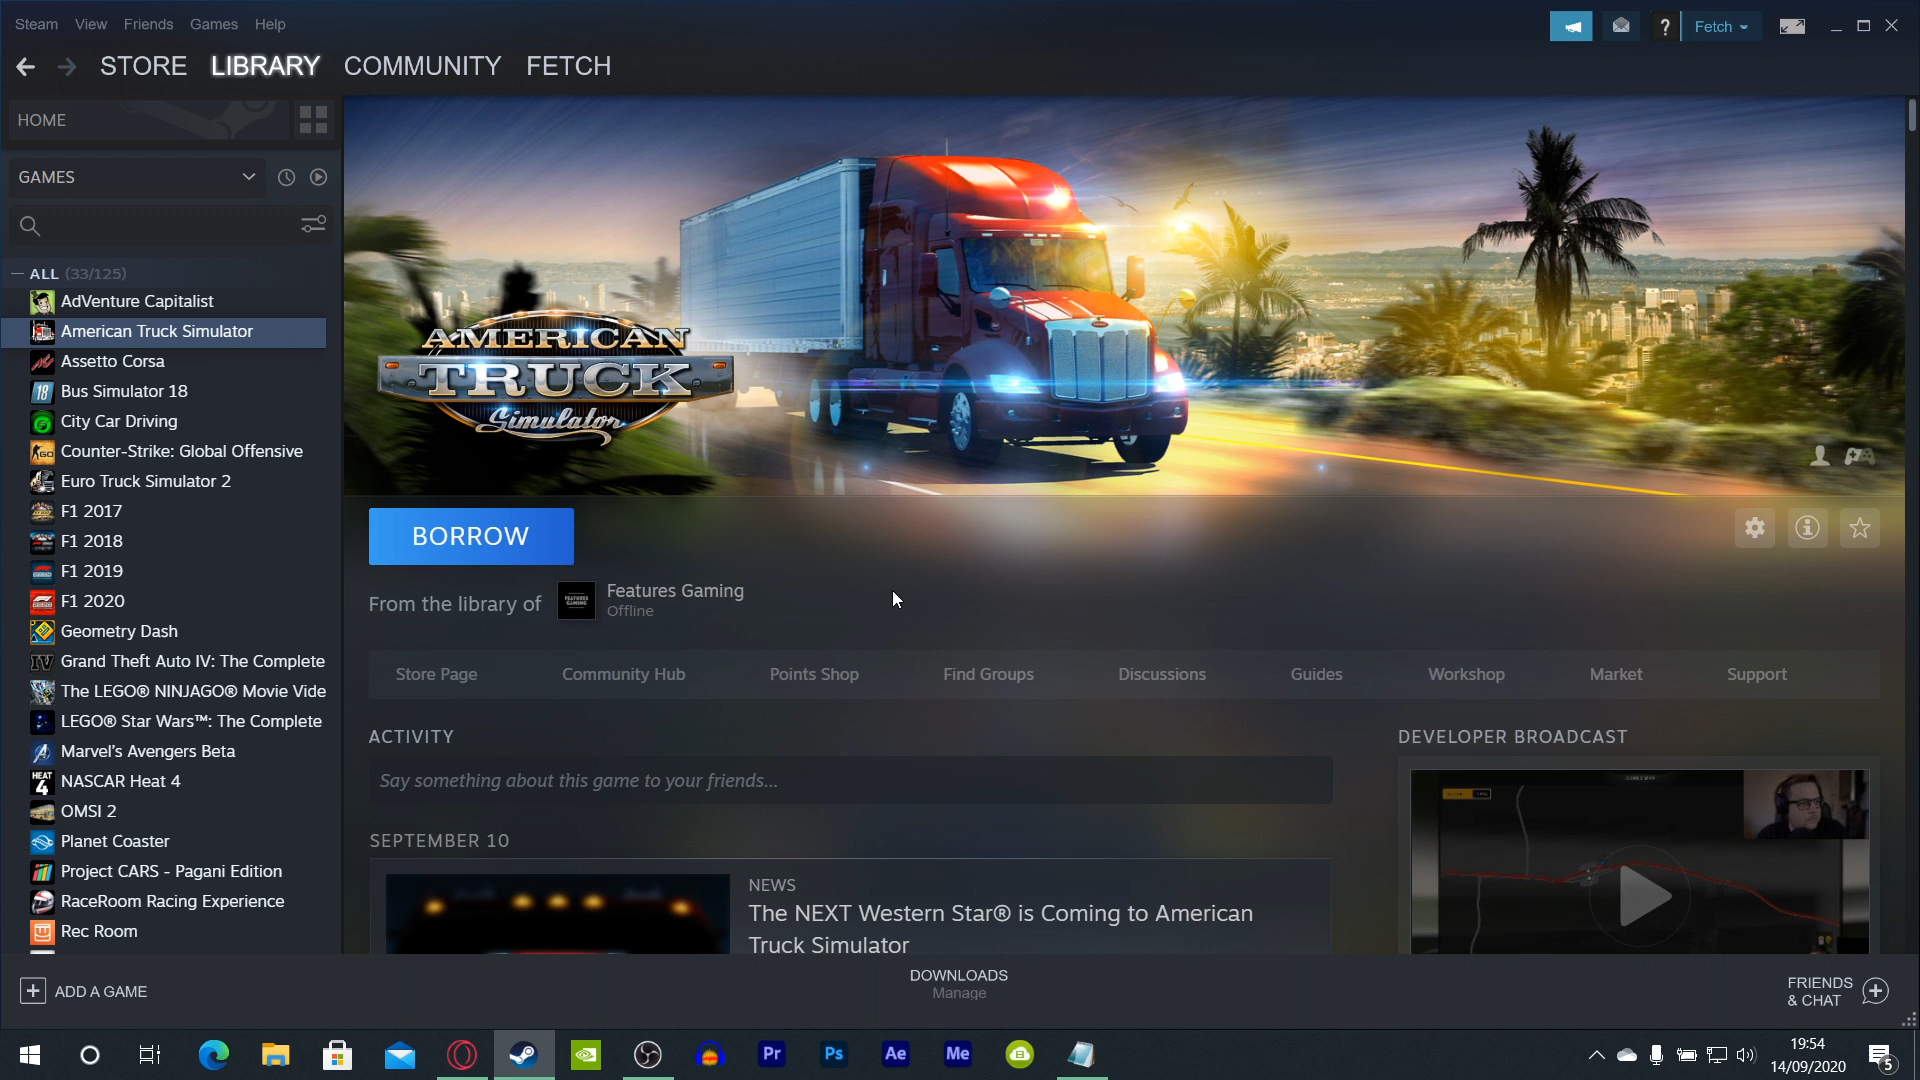 Steam View Friends Games Help
Fetch
STORE LIBRARY COMMUNITY FETCH
HOME
GAMES
ALL (33/125)
AdVenture Capitalist
American Truck Simulator
Assetto Corsa
18 Bus Simulator 18
City Car Driving
Counter-Strike: Global Offensive
Euro Truck Simulator 2
F1 2017
F1 2018
F1 2019
F1 2020
Geometry Dash
IV Grand Theft Auto IV: The Complete
The LEGO® NINJAGO® Movie Vide
LEGO® Star Wars™: The Complete
Marvel's Avengers Beta
HEAT 4 NASCAR Heat 4
OMSI 2
Planet Coaster
Project CARS - Pagani Edition
RaceRoom Racing Experience
Rec Room
AMERICAN
TRUCK
Simulator
BORROW
From the library of
FEATURES GAMING
Features Gaming
Offline
Store Page Community Hub Points Shop Find Groups Discussions Guides Workshop Market Support
ACTIVITY
Say something about this game to your friends...
SEPTEMBER 10
NEWS
The NEXT Western Star® is Coming to American
Truck Simulator
DEVELOPER BROADCAST
ADD A GAME
DOWNLOADS
Manage
FRIENDS
& CHAT
Pr Ps Ae Me
19:54
14/09/2020
5